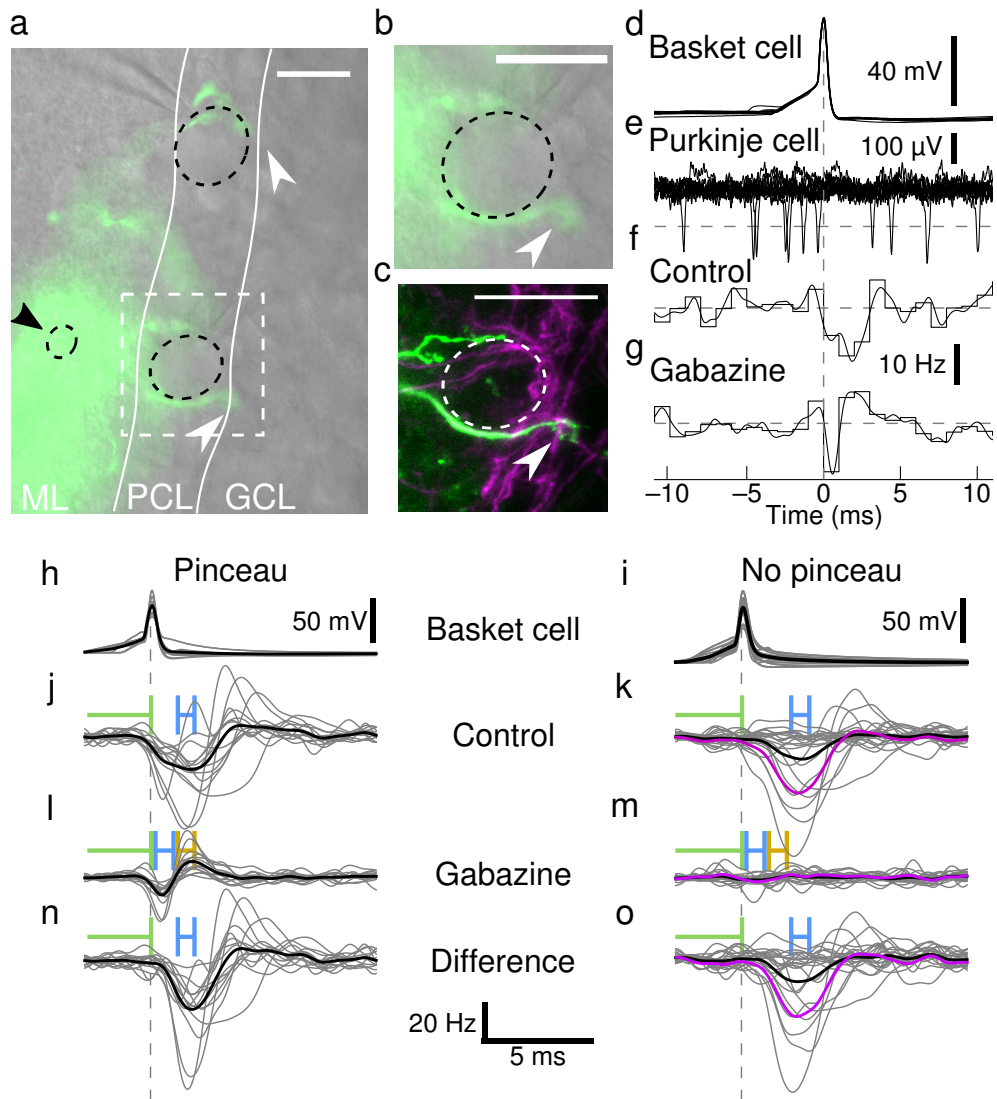 a
ML PCL GCL
b
c
d
Basket cell
40 mV
e
Purkinje cell
100 µV
f
Control
g
10 Hz
Gabazine
−10 −5 0 5 10
Time (ms)
h
Pinceau
50 mV
Basket cell
i
No pinceau
50 mV
j
Control
k
l
Gabazine
m
n
Difference
o
20 Hz
5 ms